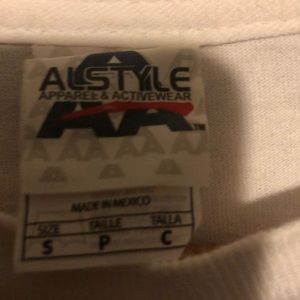 ALSTYLE
APPAREL & ACTIVEWEAR
AAA
TM
MADE IN MEXICO
SIZE TAILLE TALLA
S P C